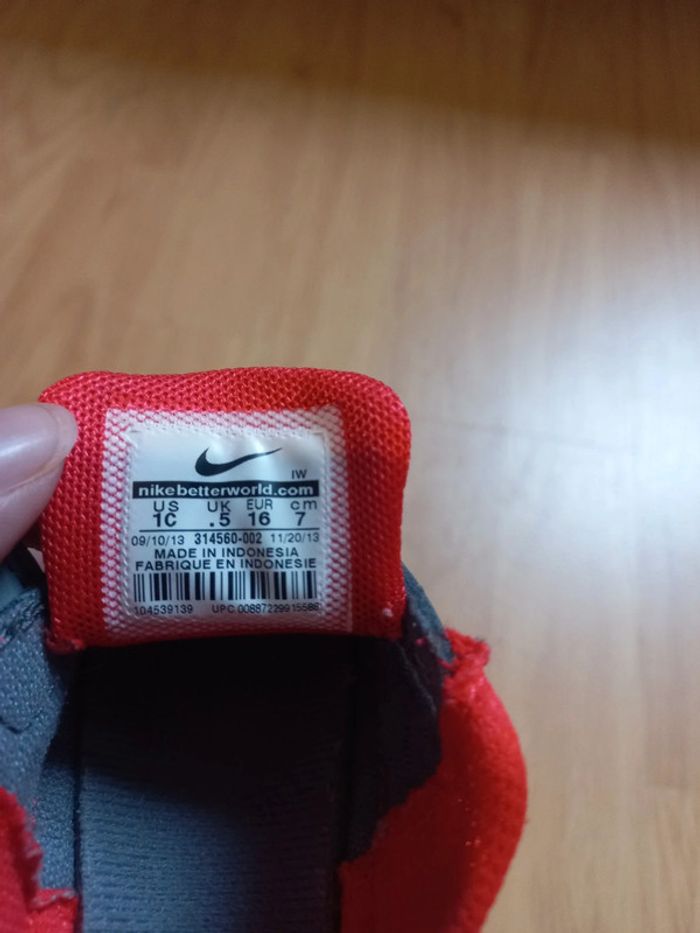 IW
nikebetterworld.com
US UK EUR cm
1C .5 16 7
09/10/13 314560-002 11/20/13
MADE IN INDONESIA
FABRIQUE EN INDONESIE
104539139 UPC 00887229915586